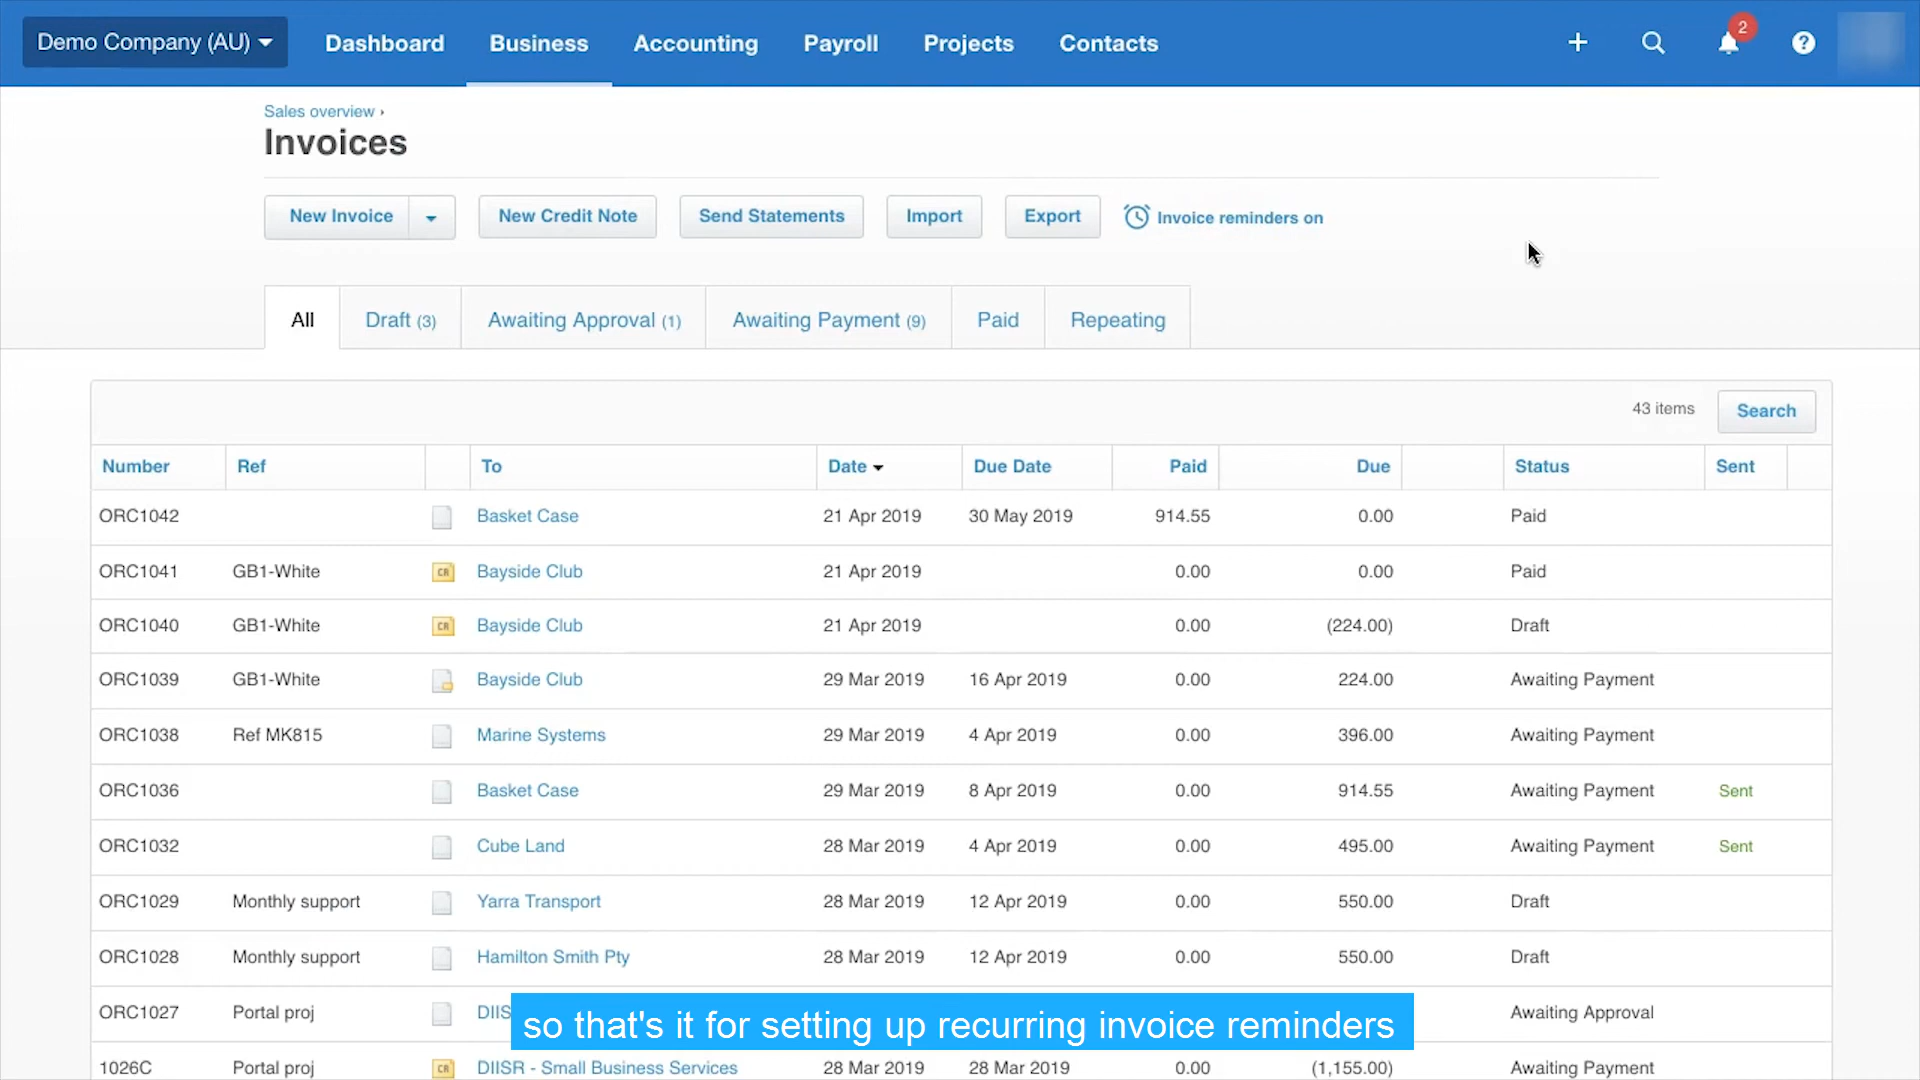 Demo Company (AU) Dashboard Business Accounting Payroll Projects Contacts 2
Sales overview ›
Invoices
New Invoice New Credit Note Send Statements Import Export Invoice reminders on
All Draft (3) Awaiting Approval (1) Awaiting Payment (9) Paid Repeating
43 items Search
Number Ref To Date Due Date Paid Due Status Sent
ORC1042 Basket Case 21 Apr 2019 30 May 2019 914.55 0.00 Paid
ORC1041 GB1-White CR Bayside Club 21 Apr 2019 0.00 0.00 Paid
ORC1040 GB1-White CR Bayside Club 21 Apr 2019 0.00 (224.00) Draft
ORC1039 GB1-White Bayside Club 29 Mar 2019 16 Apr 2019 0.00 224.00 Awaiting Payment
ORC1038 Ref MK815 Marine Systems 29 Mar 2019 4 Apr 2019 0.00 396.00 Awaiting Payment
ORC1036 Basket Case 29 Mar 2019 8 Apr 2019 0.00 914.55 Awaiting Payment Sent
ORC1032 Cube Land 28 Mar 2019 4 Apr 2019 0.00 495.00 Awaiting Payment Sent
ORC1029 Monthly support Yarra Transport 28 Mar 2019 12 Apr 2019 0.00 550.00 Draft
ORC1028 Monthly support Hamilton Smith Pty 28 Mar 2019 12 Apr 2019 0.00 550.00 Draft
ORC1027 Portal proj DIIS Awaiting Approval
so that's it for setting up recurring invoice reminders
1026C Portal proj CR DIISR - Small Business Services 28 Mar 2019 28 Mar 2019 0.00 (1,155.00) Awaiting Payment